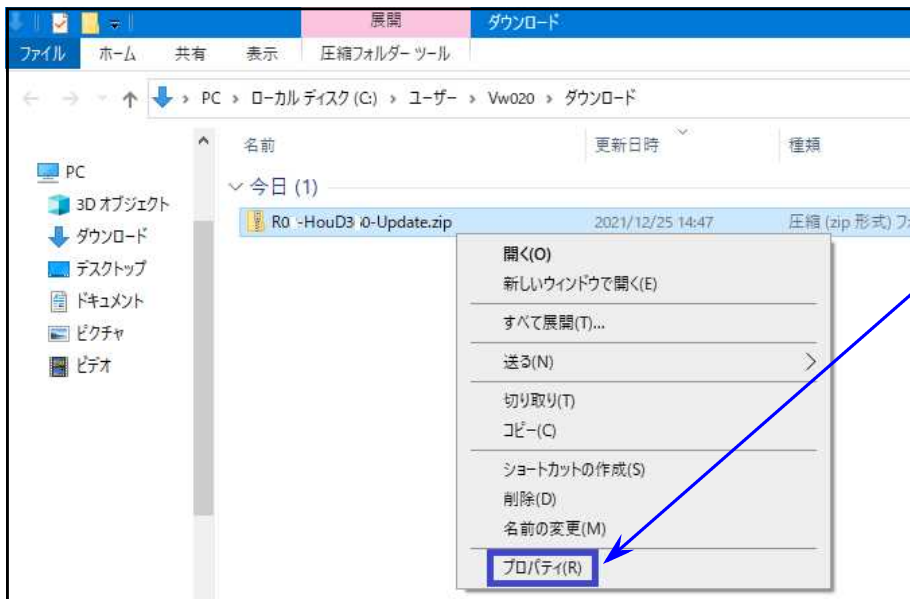 展開
ダウンロード
ファイル ホーム 共有 表示 圧縮フォルダー ツール
PC › ローカル ディスク (C:) › ユーザー › Vw020 › ダウンロード
名前 更新日時 種類
PC
3D オブジェクト
ダウンロード
デスクトップ
ドキュメント
ピクチャ
ビデオ
今日 (1)
-Update.zip 2021/12/25 14:47 圧縮 (zip 形式)
開く(O)
新しいウィンドウで開く(E)
すべて展開(T)...
送る(N)
切り取り(T)
コピー(C)
ショートカットの作成(S)
削除(D)
名前の変更(M)
プロパティ(R)